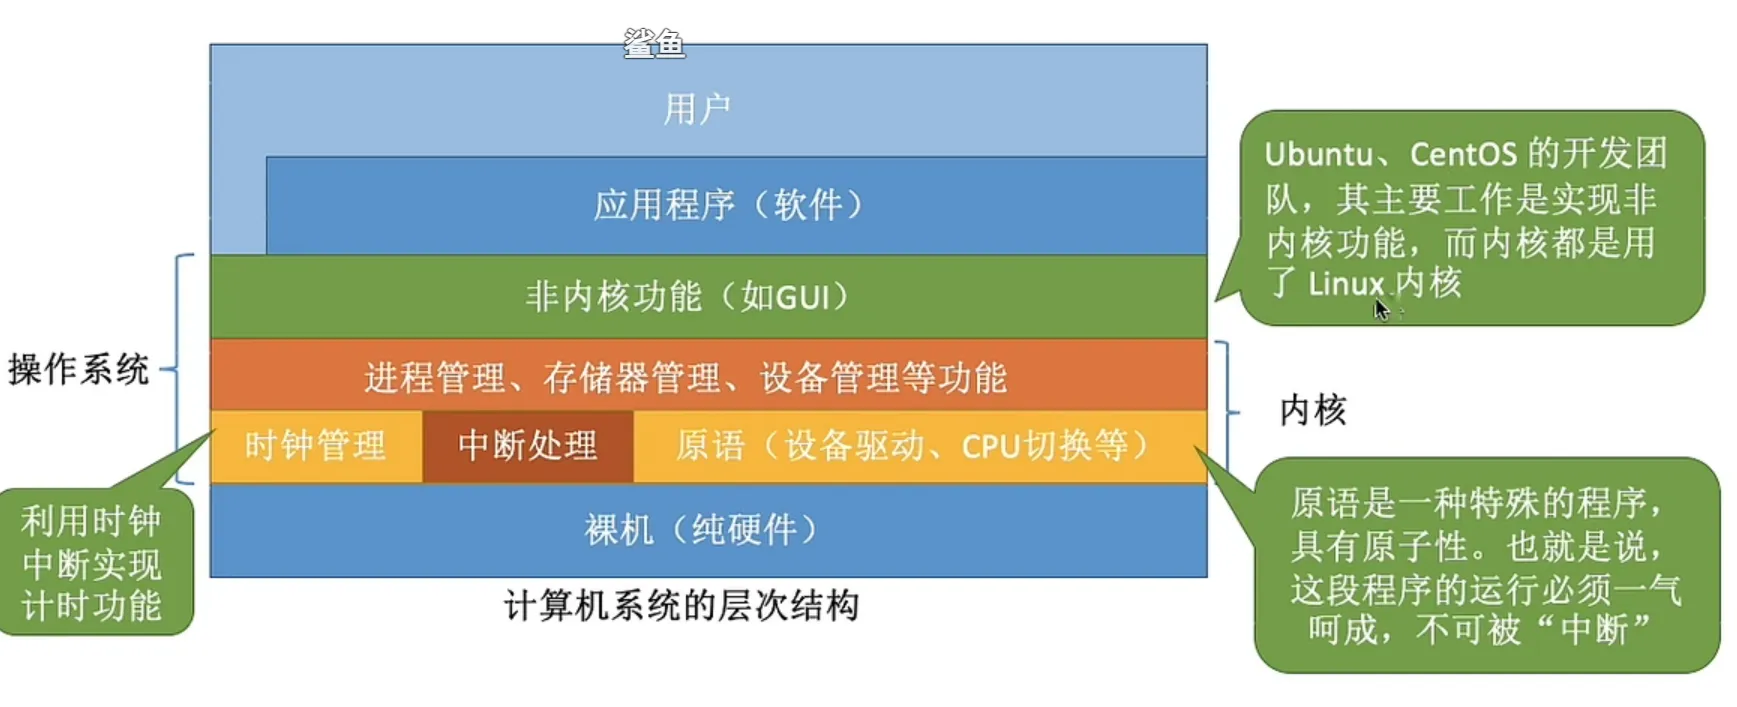 鲨鱼
用户
应用程序（软件）
Ubuntu、CentOS 的开发团
队，其主要工作是实现非
内核功能，而内核都是用
了 Linux 内核
非内核功能（如GUI）
操作系统
进程管理、存储器管理、设备管理等功能
内核
时钟管理
中断处理
原语（设备驱动、CPU切换等）
利用时钟
中断实现
计时功能
裸机（纯硬件）
原语是一种特殊的程序，
具有原子性。也就是说，
这段程序的运行必须一气
呵成，不可被“中断”
计算机系统的层次结构